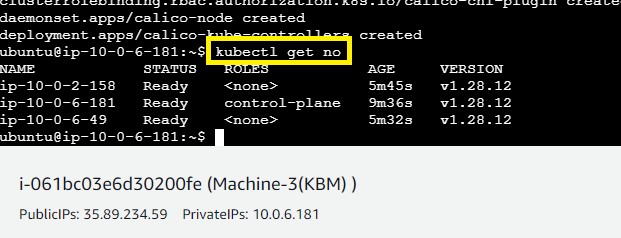 clusterrolebinding.rbac.authorization.k8s.io/calico-cni-plugin created
daemonset.apps/calico-node created
deployment.apps/calico-kube-controllers created
ubuntu@ip-10-0-6-181:~$ kubectl get no
NAME STATUS ROLES AGE VERSION
ip-10-0-2-158 Ready <none> 5m45s v1.28.12
ip-10-0-6-181 Ready control-plane 9m36s v1.28.12
ip-10-0-6-49 Ready <none> 5m32s v1.28.12
ubuntu@ip-10-0-6-181:~$
i-061bc03e6d30200fe (Machine-3(KBM) )
PublicIPs: 35.89.234.59 PrivateIPs: 10.0.6.181